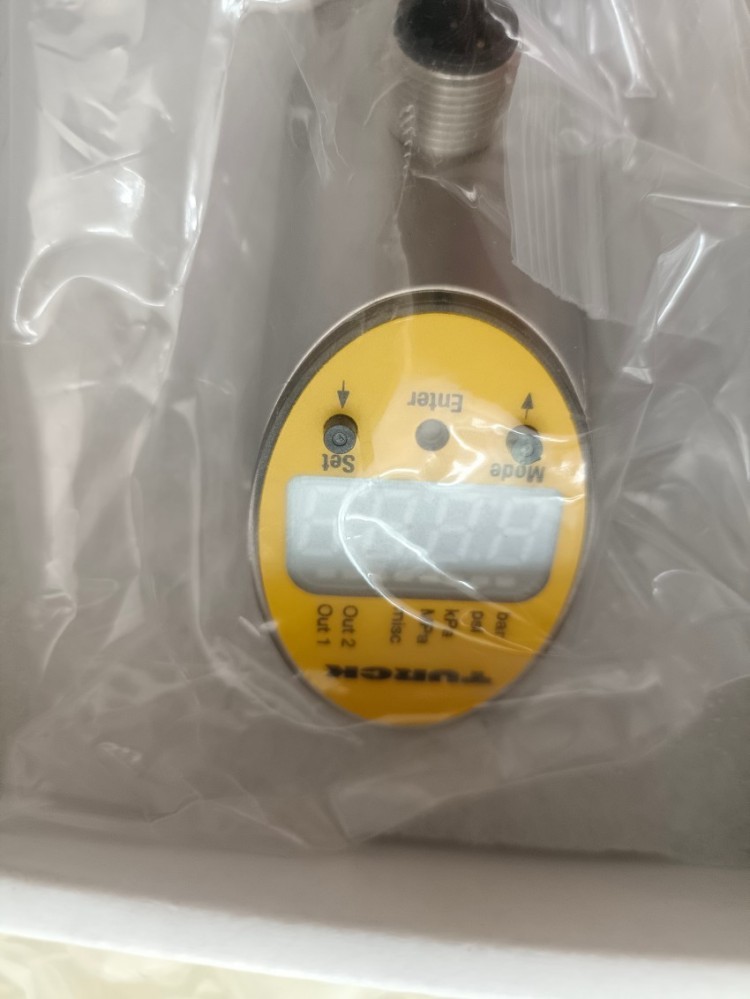 TURCK
bar
psi
kPa
MPa
misc
Out 2
Out 1
Mode
Set
Enter